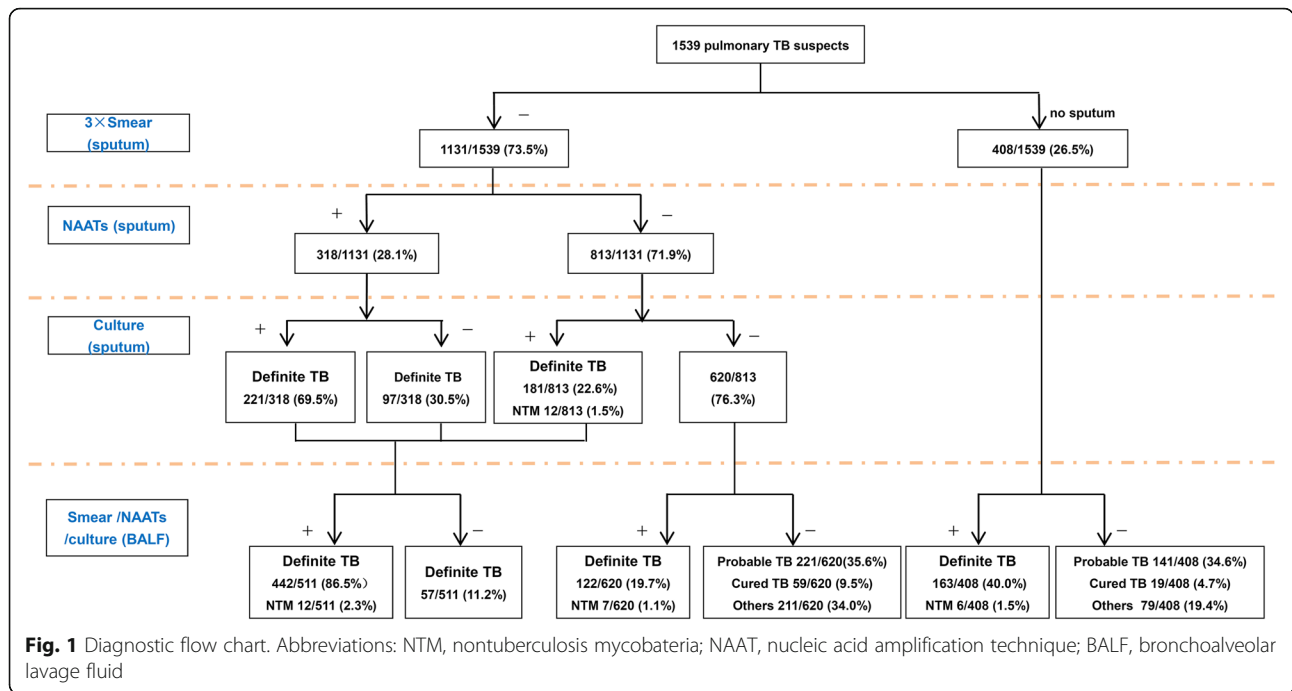 1539 pulmonary TB suspects
3×Smear
(sputum)
−
no sputum
1131/1539 (73.5%)
408/1539 (26.5%)
NAATs (sputum)
+
−
318/1131 (28.1%)
813/1131 (71.9%)
Culture
(sputum)
+
−
+
−
Definite TB
221/318 (69.5%)
Definite TB
97/318 (30.5%)
Definite TB
181/813 (22.6%)
NTM 12/813 (1.5%)
620/813
(76.3%)
Smear /NAATs
/culture (BALF)
+
−
+
−
+
−
Definite TB
442/511 (86.5%)
NTM 12/511 (2.3%)
Definite TB
57/511 (11.2%)
Definite TB
122/620 (19.7%)
NTM 7/620 (1.1%)
Probable TB 221/620(35.6%)
Cured TB 59/620 (9.5%)
Others 211/620 (34.0%)
Definite TB
163/408 (40.0%)
NTM 6/408 (1.5%)
Probable TB 141/408 (34.6%)
Cured TB 19/408 (4.7%)
Others 79/408 (19.4%)
Fig. 1 Diagnostic flow chart. Abbreviations: NTM, nontuberculosis mycobateria; NAAT, nucleic acid amplification technique; BALF, bronchoalveolar
lavage fluid